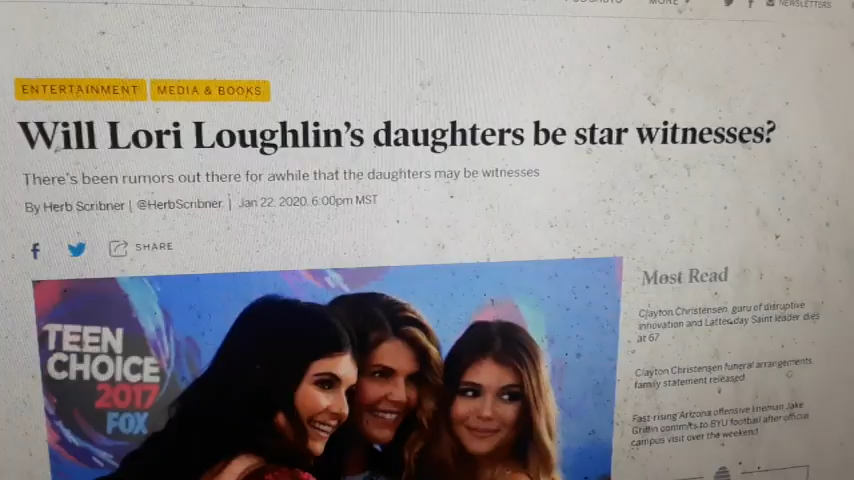 MORE
NEWSLETTERS
ENTERTAINMENT
MEDIA & BOOKS
Will Lori Loughlin's daughters be star witnesses?
There's been rumors out there for awhile that the daughters may be witnesses
By Herb Scribner | @HerbScribner | Jan 22, 2020, 6:00pm MST
f
SHARE
TEEN
CHOICE
2017
FOX
Most Read
Clayton Christensen, guru of disruptive
innovation and Latter-day Saint leader dies
at 67
Clayton Christensen funeral arrangements,
family statement released
Fast-rising Arizona offensive lineman Jake
Griffin commits to BYU football after official
campus visit over the weekend